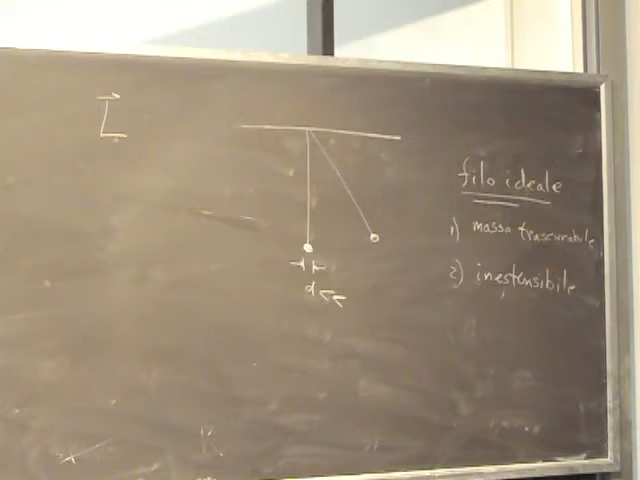 L
filo ideale
1) massa trascurabile,
2) inestensibile
d <<